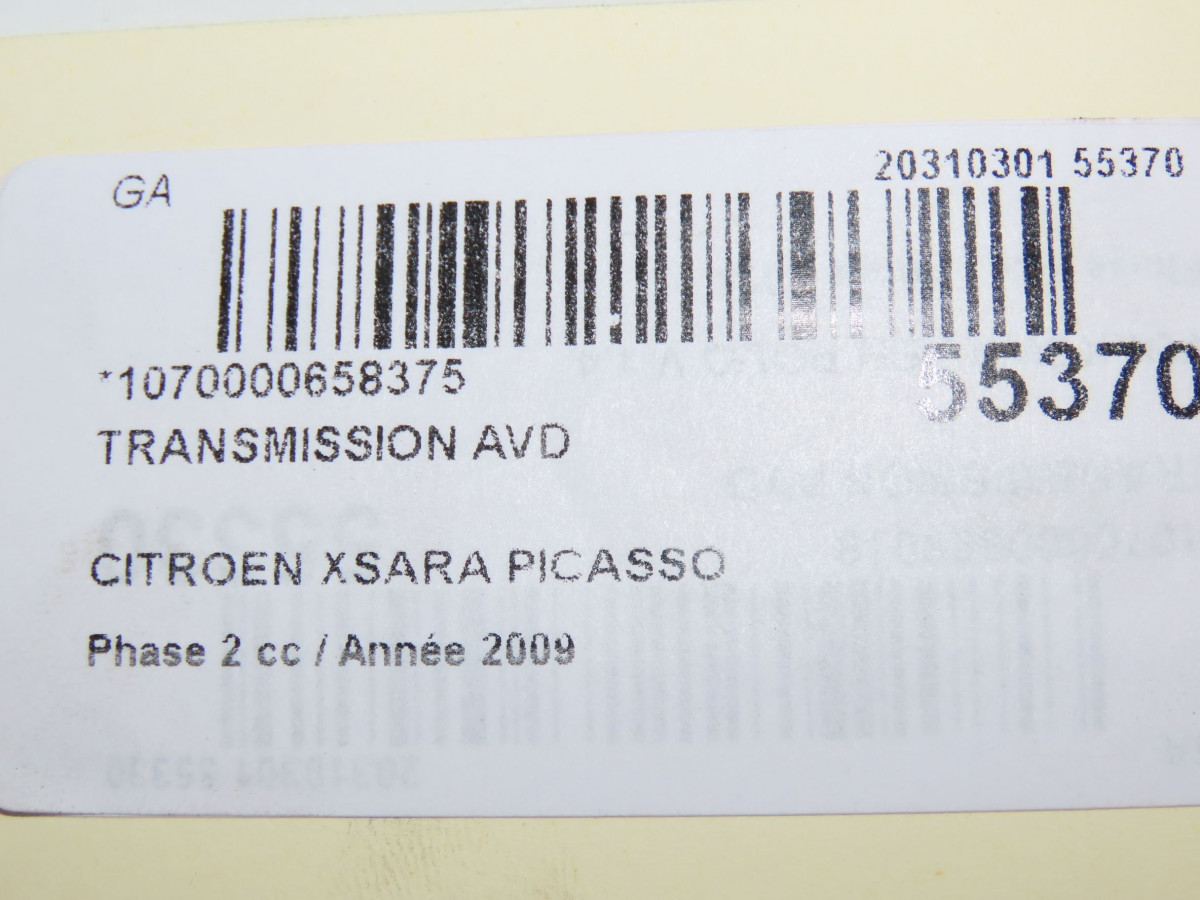 GA
20310301 55370
*1070000658375
55370
TRANSMISSION AVD
CITROEN XSARA PICASSO
Phase 2 cc / Année 2009